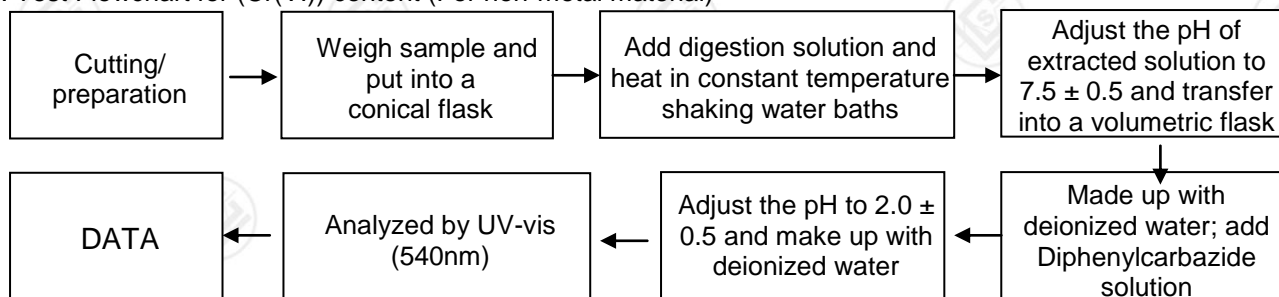 Cutting/
preparation
Weigh sample and
put into a
conical flask
Add digestion solution and
heat in constant temperature
shaking water baths
Adjust the pH of
extracted solution to
7.5 ± 0.5 and transfer
into a volumetric flask
Made up with
deionized water; add
Diphenylcarbazide
solution
Adjust the pH to 2.0 ±
0.5 and make up with
deionized water
Analyzed by UV-vis
(540nm)
DATA